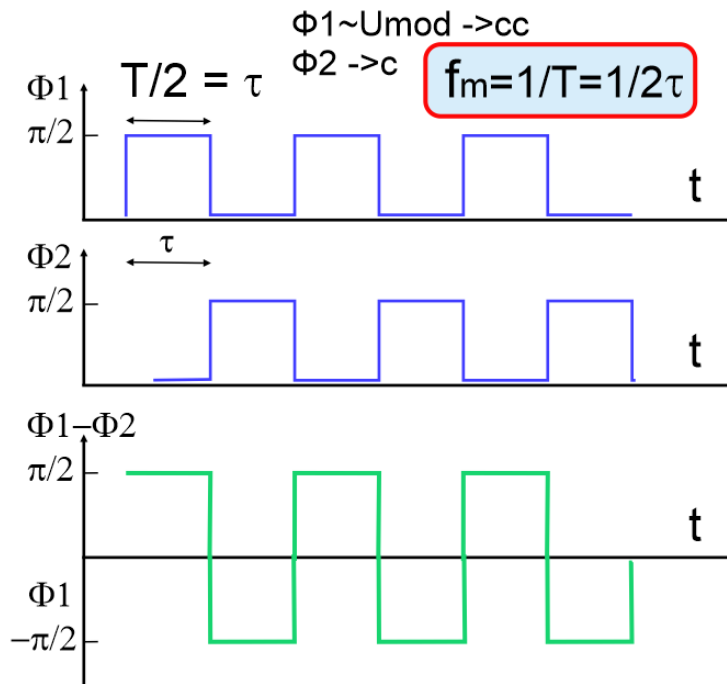 Φ1~Umod ->cc
Φ2 ->c
T/2 = τ
fm=1/T=1/2τ
Φ1
π/2
t
τ
Φ2
π/2
t
Φ1–Φ2
π/2
t
Φ1
–π/2